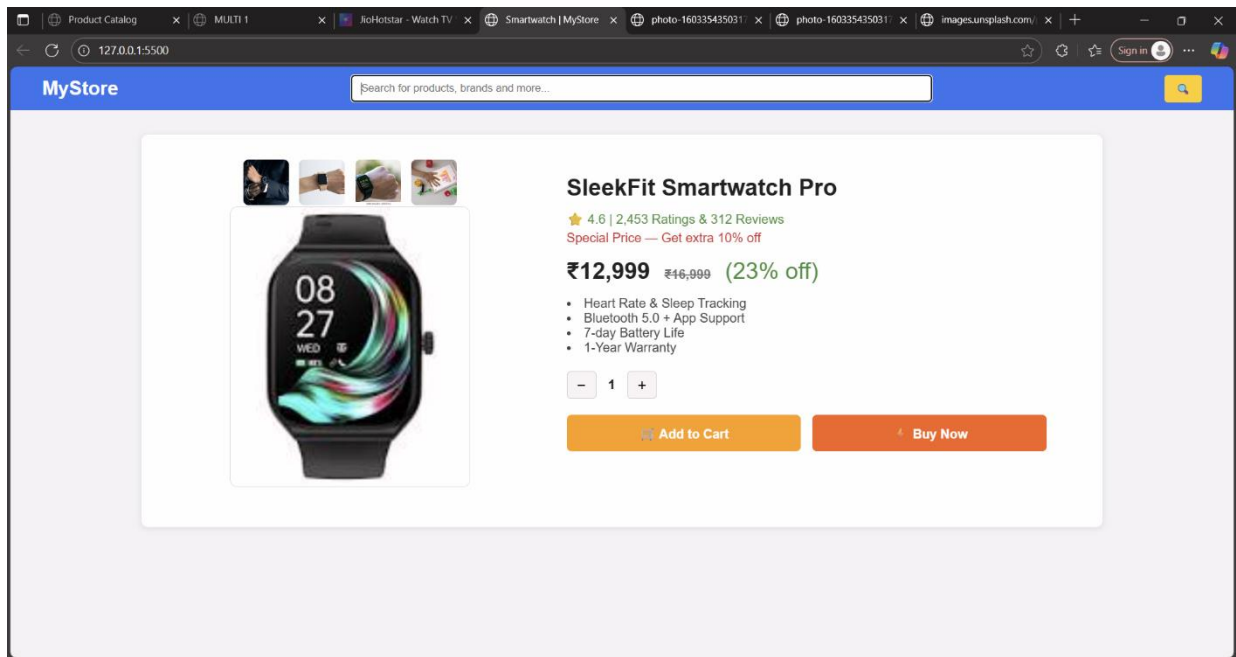 Product Catalog
MULTI 1
JioHotstar - Watch TV
Smartwatch | MyStore
photo-1603354350317
photo-1603354350317
images.unsplash.com/
127.0.0.1:5500
Sign in
MyStore
Search for products, brands and more...
SleekFit Smartwatch Pro
4.6 | 2,453 Ratings & 312 Reviews
Special Price — Get extra 10% off
₹12,999 ₹16,999 (23% off)
• Heart Rate & Sleep Tracking
• Bluetooth 5.0 + App Support
• 7-day Battery Life
• 1-Year Warranty
− 1 +
Add to Cart
Buy Now
08
27
WED